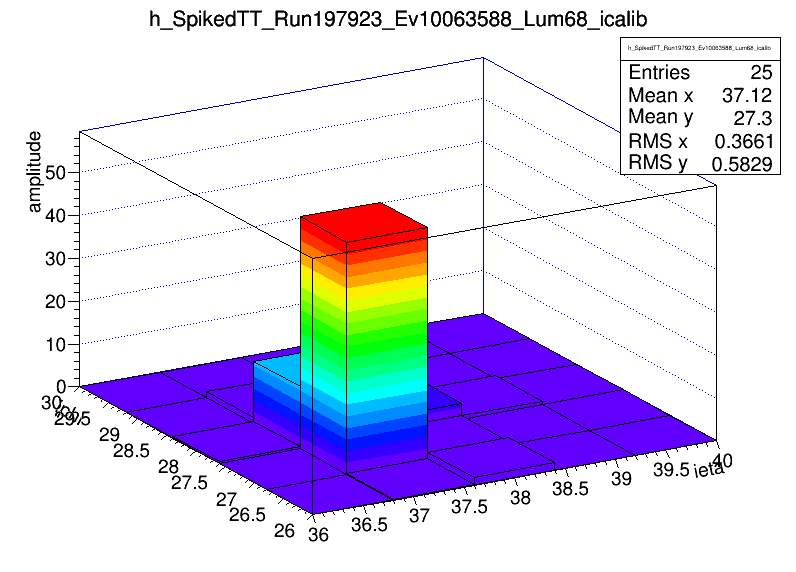 h_SpikedTT_Run197923_Ev10063588_Lum68_icalib
h_SpikedTT_Run197923_Ev10063588_Lum68_icalib
Entries 25
Mean x 37.12
Mean y 27.3
RMS x 0.3661
RMS y 0.5829
amplitude
50
40
30
20
10
0
30
29.5
29
28.5
28
27.5
27
26.5
26
36
36.5
37
37.5
38
38.5
39
39.5
40
ieta